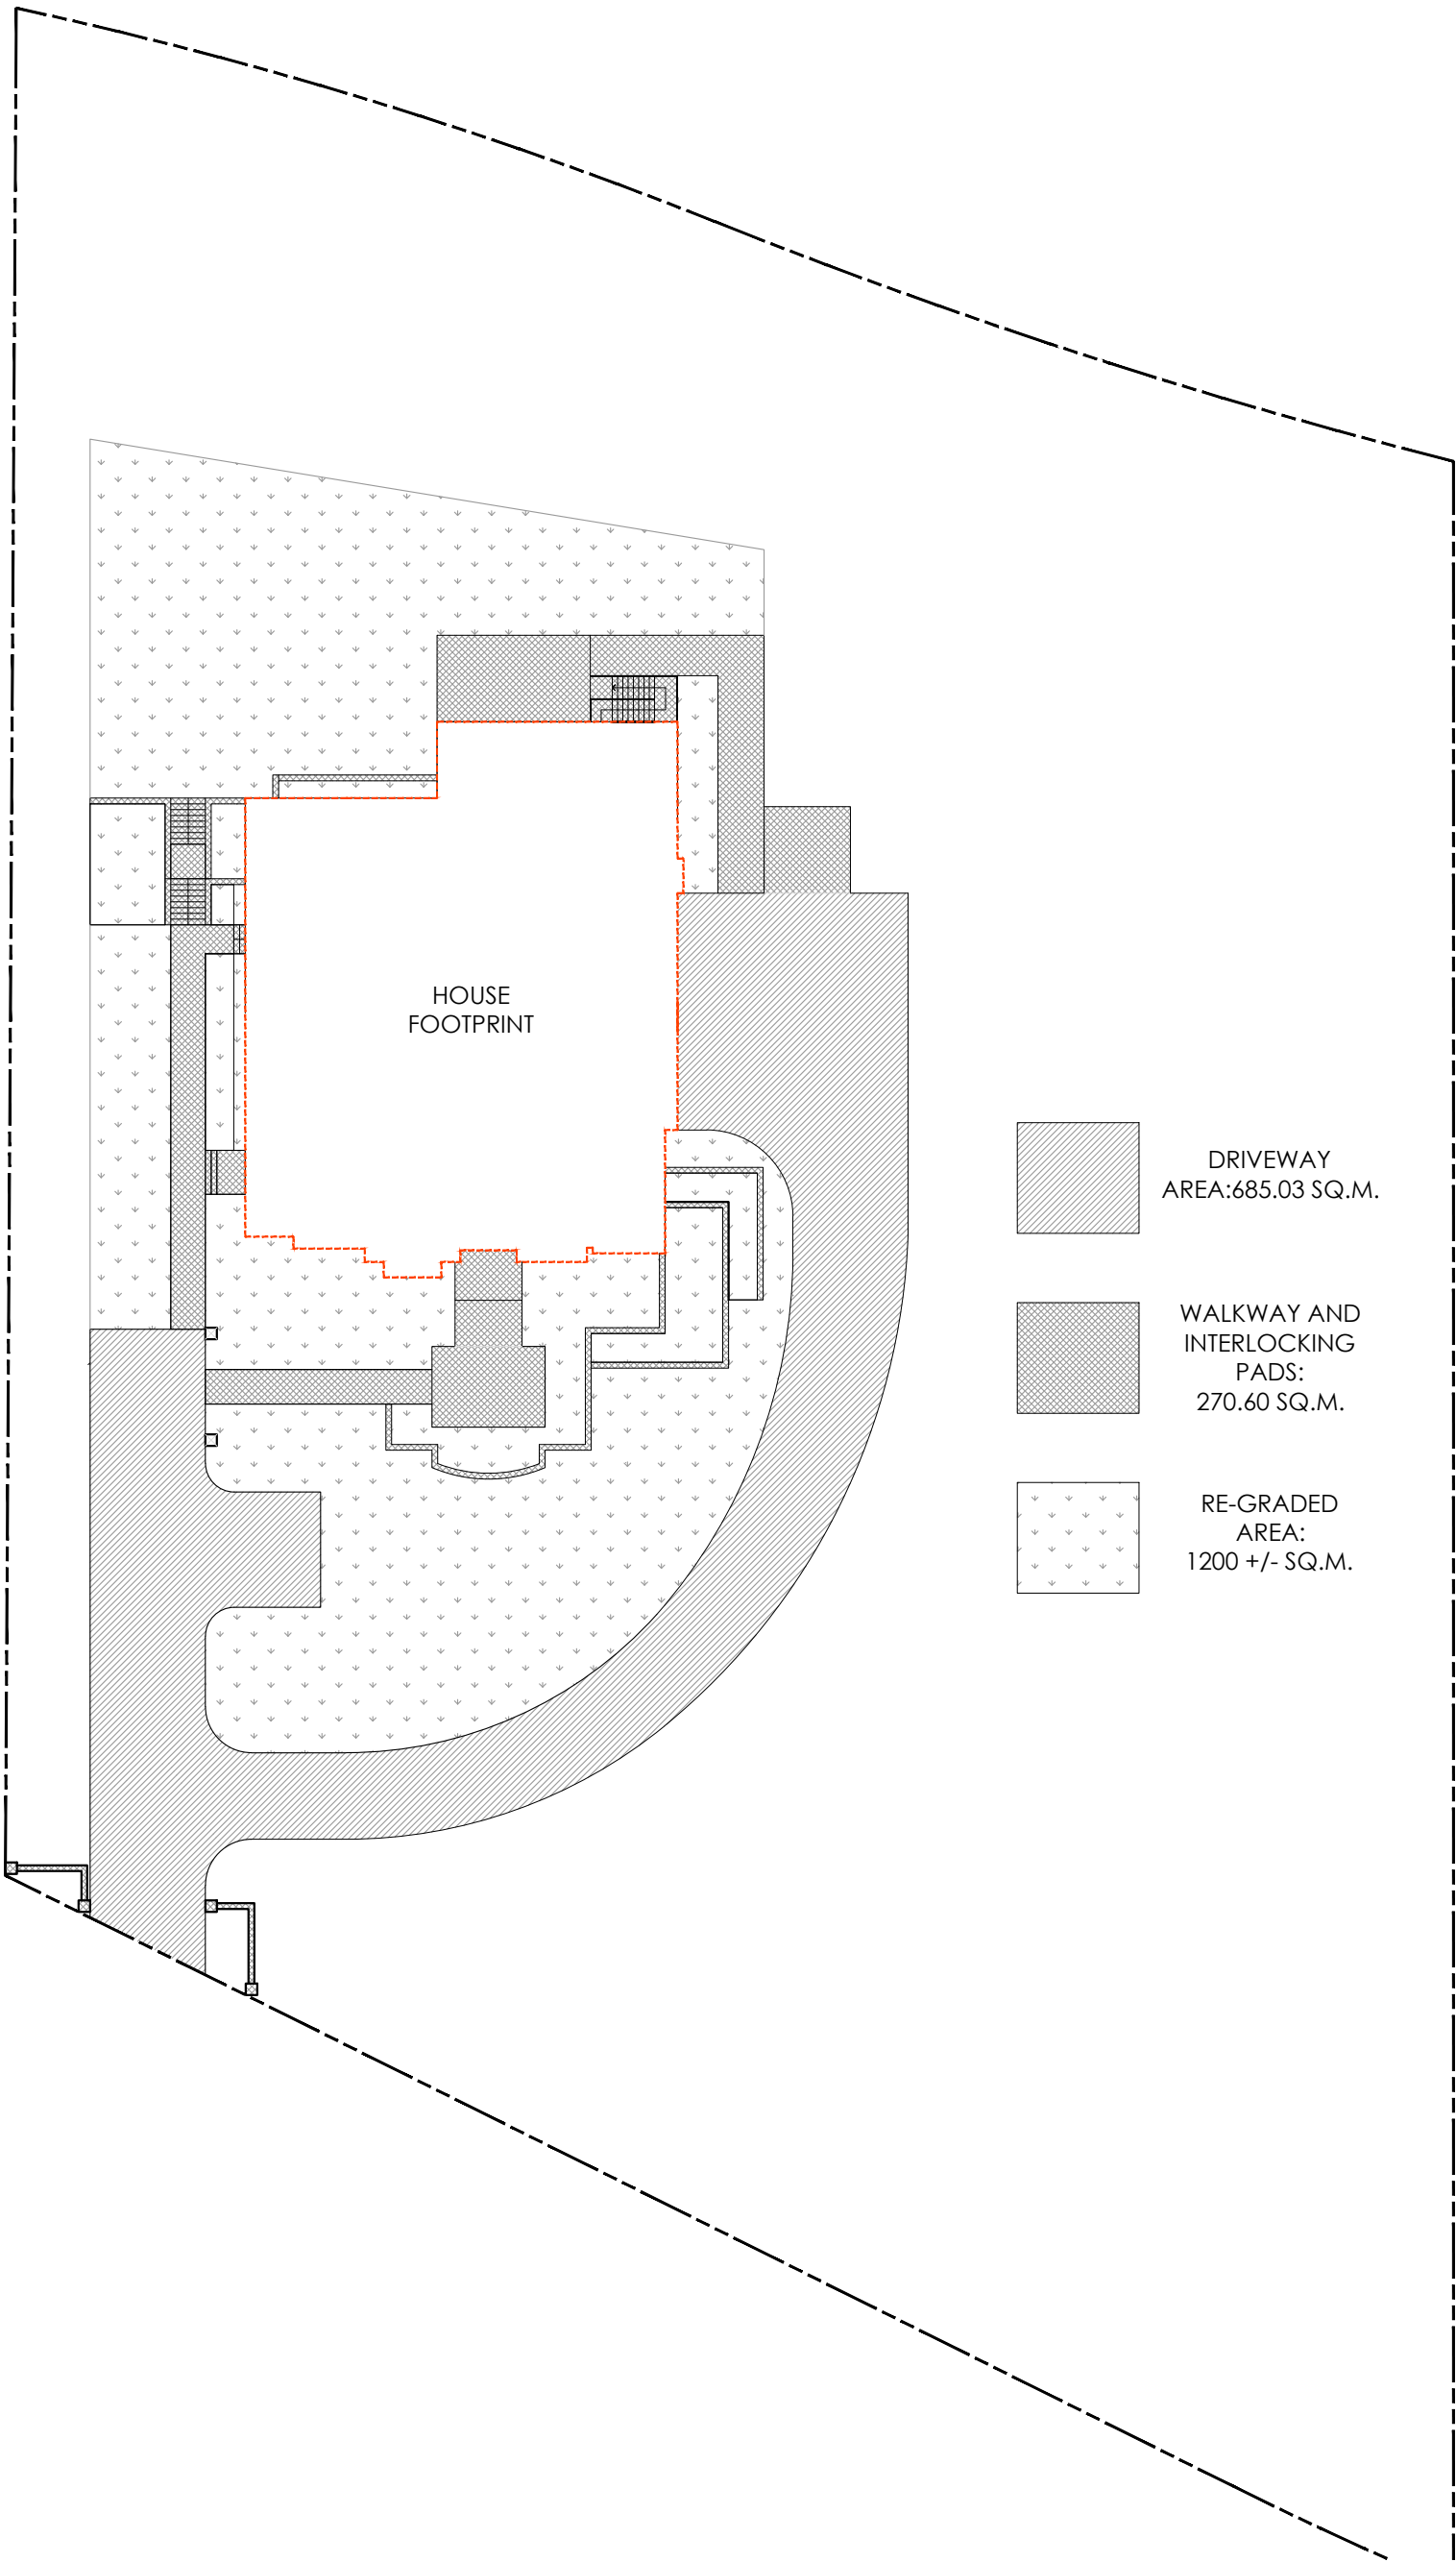 HOUSE
FOOTPRINT
DRIVEWAY
AREA:685.03 SQ.M.
WALKWAY AND
INTERLOCKING
PADS:
270.60 SQ.M.
RE-GRADED
AREA:
1200 +/- SQ.M.